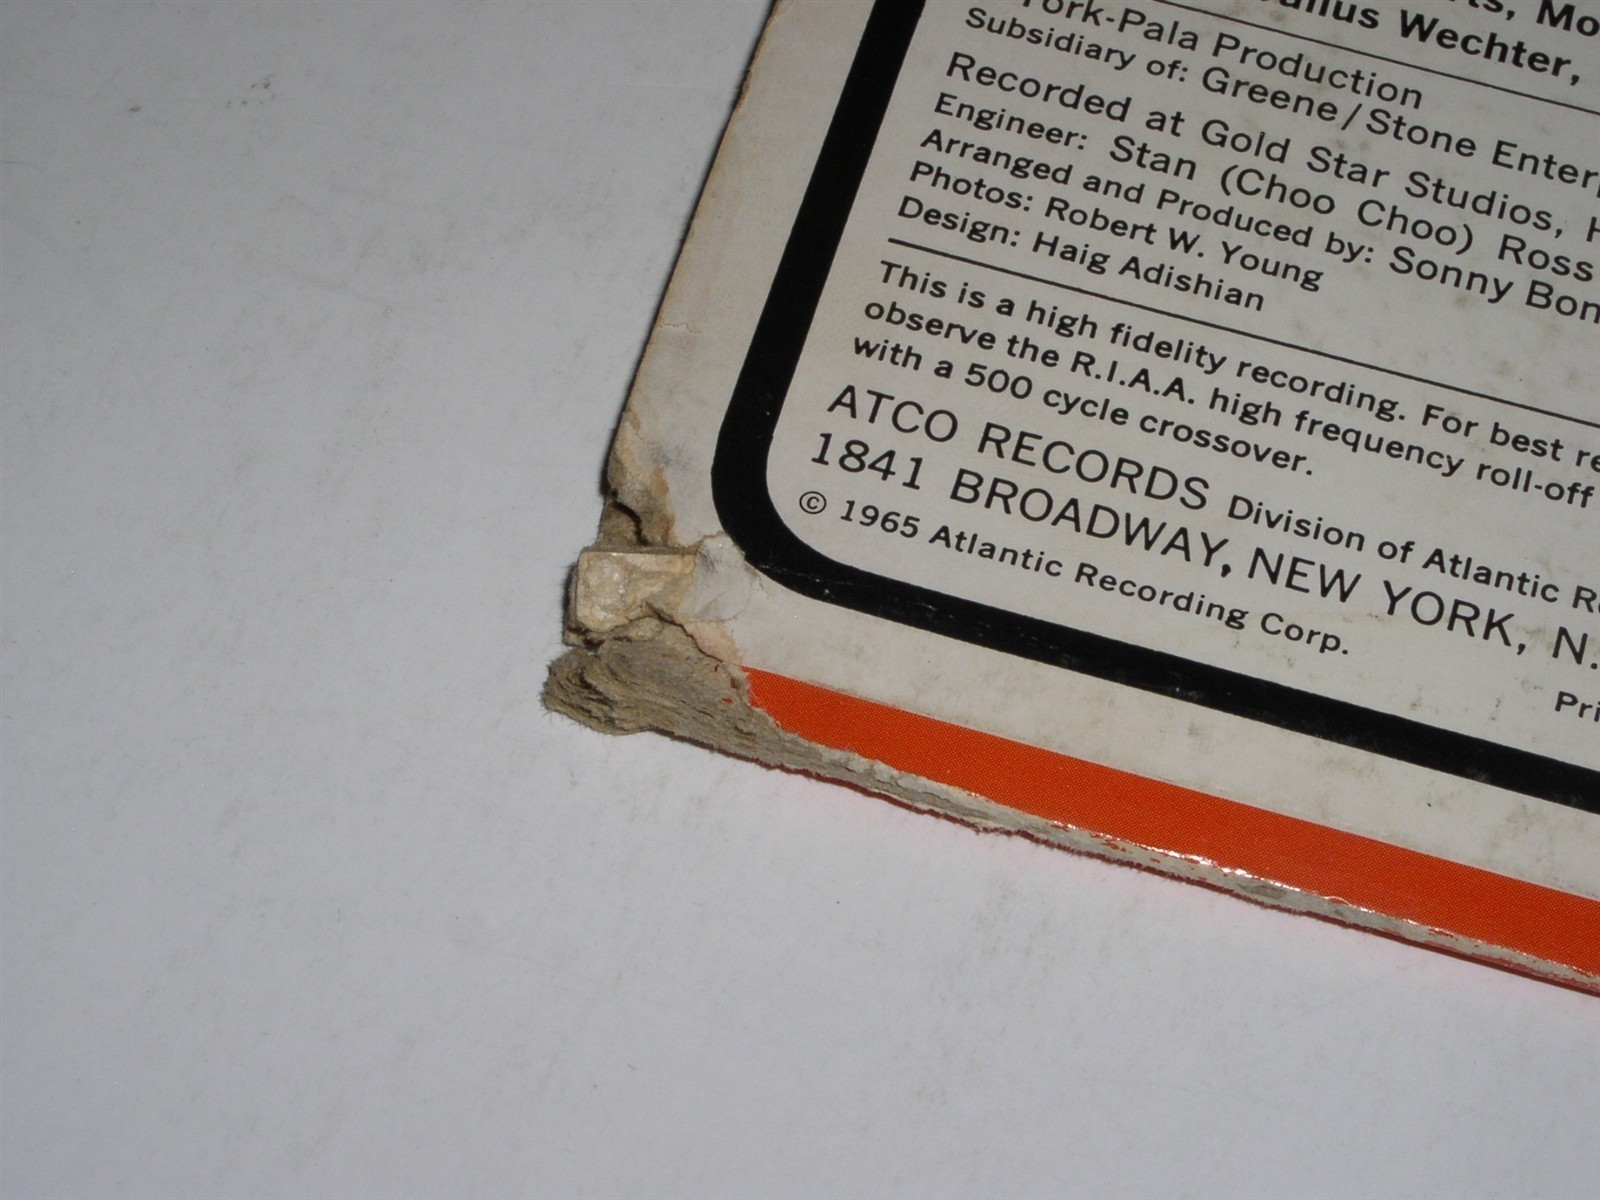 Mo
Wechter,
York-Pala Production
Subsidiary of: Greene/Stone
Recorded at Gold Star Studios,
Engineer: Stan (Choo Choo) Ross
Arranged and Produced by: Sonny
Photos: Robert W. Young
Design: Haig Adishian
This is a high fidelity recording. For best
observe the R.I.A.A. high frequency roll-off
with a 500 cycle crossover.
ATCO RECORDS Division of Atlantic
1841 BROADWAY, NEW YORK, N.
© 1965 Atlantic Recording Corp.